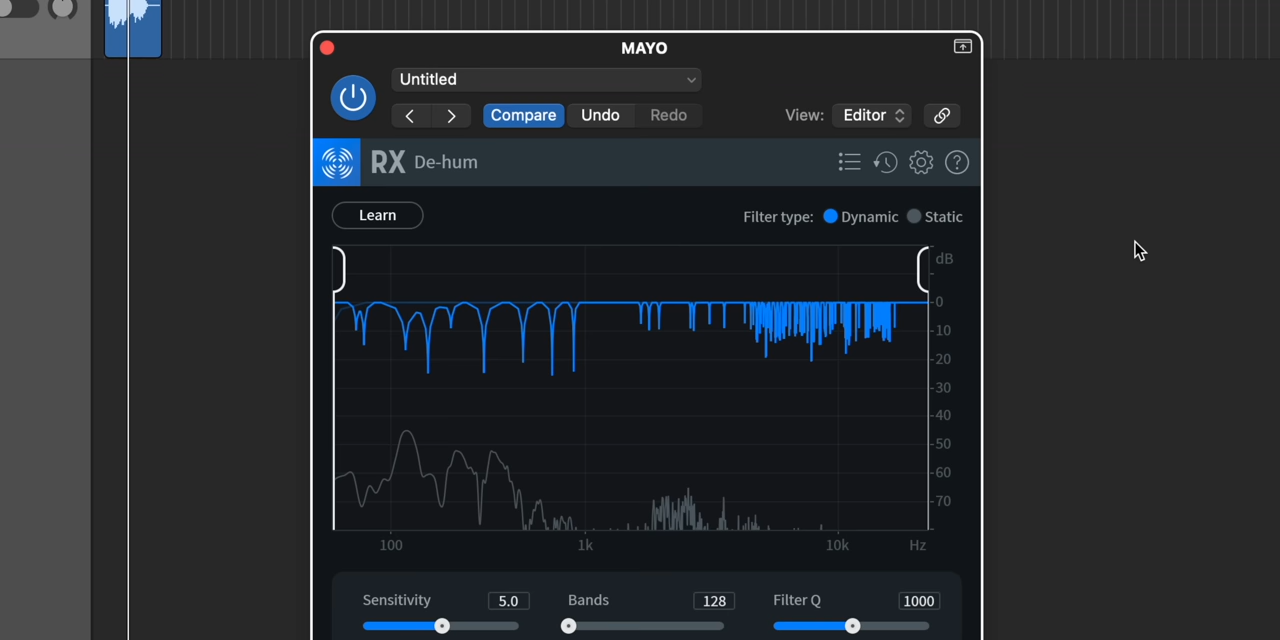 MAYO
Untitled
Compare Undo Redo View: Editor
RX De-hum
Learn Filter type: Dynamic Static
dB
-0
-10
-20
-30
-40
-50
-60
-70
100 1k 10k Hz
Sensitivity 5.0 Bands 128 Filter Q 1000